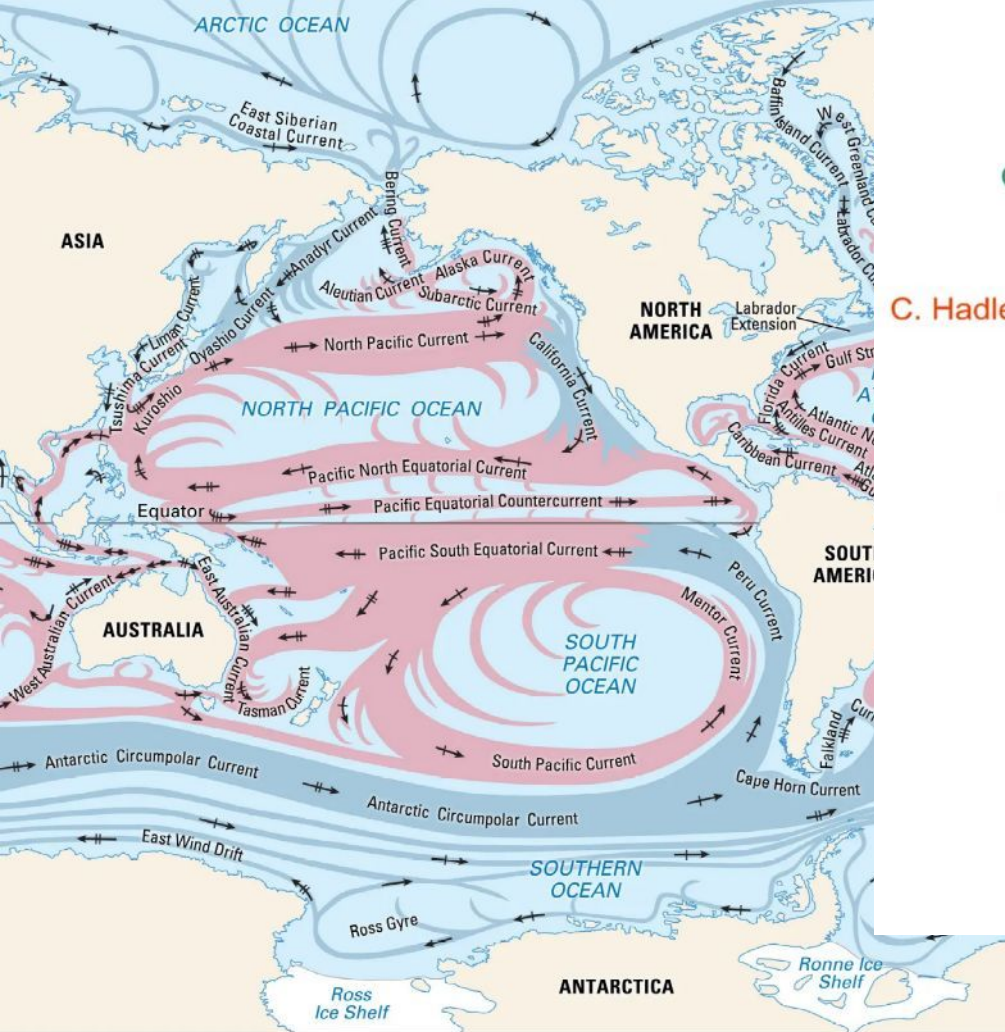 ARCTIC OCEAN
East Siberian
Coastal Current
Baffin Island Current
West Greenland
Labrador
Bering Current
ASIA
Anadyr Current
Alaska Current
Aleutian Current
Subarctic Current
Liman Current
Oyashio Current
NORTH
AMERICA
Labrador
Extension
C. Hadle
North Pacific Current
California Current
Tsushima Current
Kuroshio
Florida Current
Gulf Str
NORTH PACIFIC OCEAN
A
Atlantic N
Antilles Current
Caribbean Current
Atl
Pacific North Equatorial Current
Pacific Equatorial Countercurrent
Equator
Pacific South Equatorial Current
Peru Current
SOUT
AMERI
East Australian Current
Mentor Current
West Australian Current
AUSTRALIA
SOUTH
PACIFIC
OCEAN
Tasman Current
Falkland
Cur
South Pacific Current
Antarctic Circumpolar Current
Cape Horn Current
Antarctic Circumpolar Current
East Wind Drift
SOUTHERN
OCEAN
Ross Gyre
Ronne Ice
Shelf
ANTARCTICA
Ross
Ice Shelf